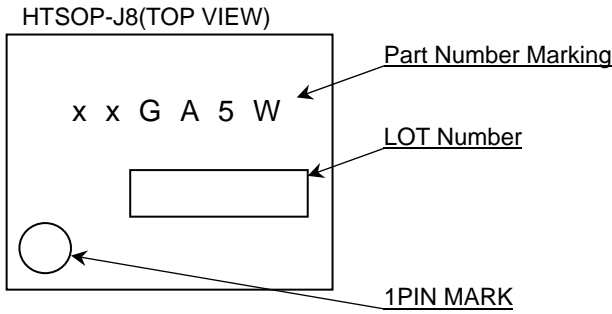 HTSOP-J8(TOP VIEW)
Part Number Marking
x x G A 5 W
LOT Number
1PIN MARK